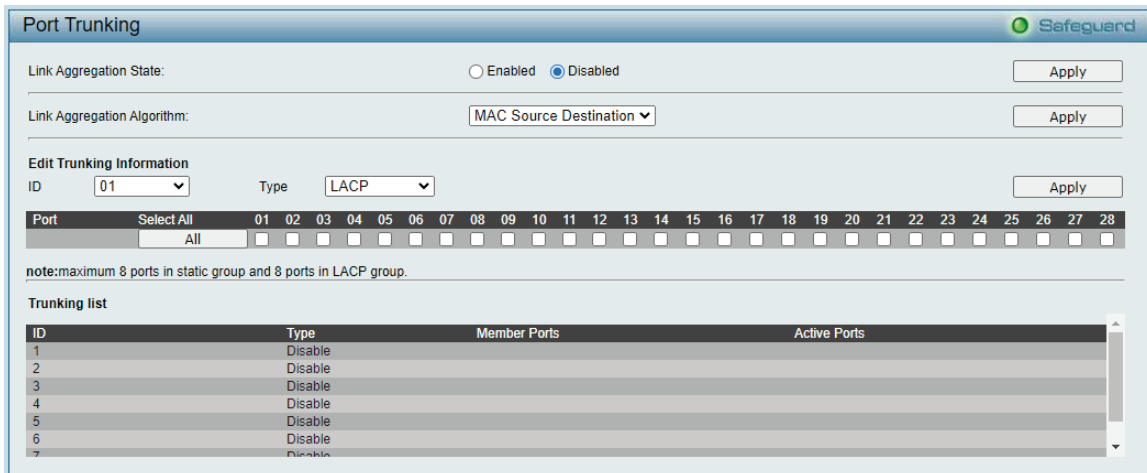 Port Trunking Safeguard
Link Aggregation State: Enabled Disabled Apply
Link Aggregation Algorithm: MAC Source Destination Apply
Edit Trunking Information
ID 01 Type LACP Apply
Port Select All 01 02 03 04 05 06 07 08 09 10 11 12 13 14 15 16 17 18 19 20 21 22 23 24 25 26 27 28
All
note:maximum 8 ports in static group and 8 ports in LACP group.
Trunking list
ID Type Member Ports Active Ports
1 Disable
2 Disable
3 Disable
4 Disable
5 Disable
6 Disable
7 Disable